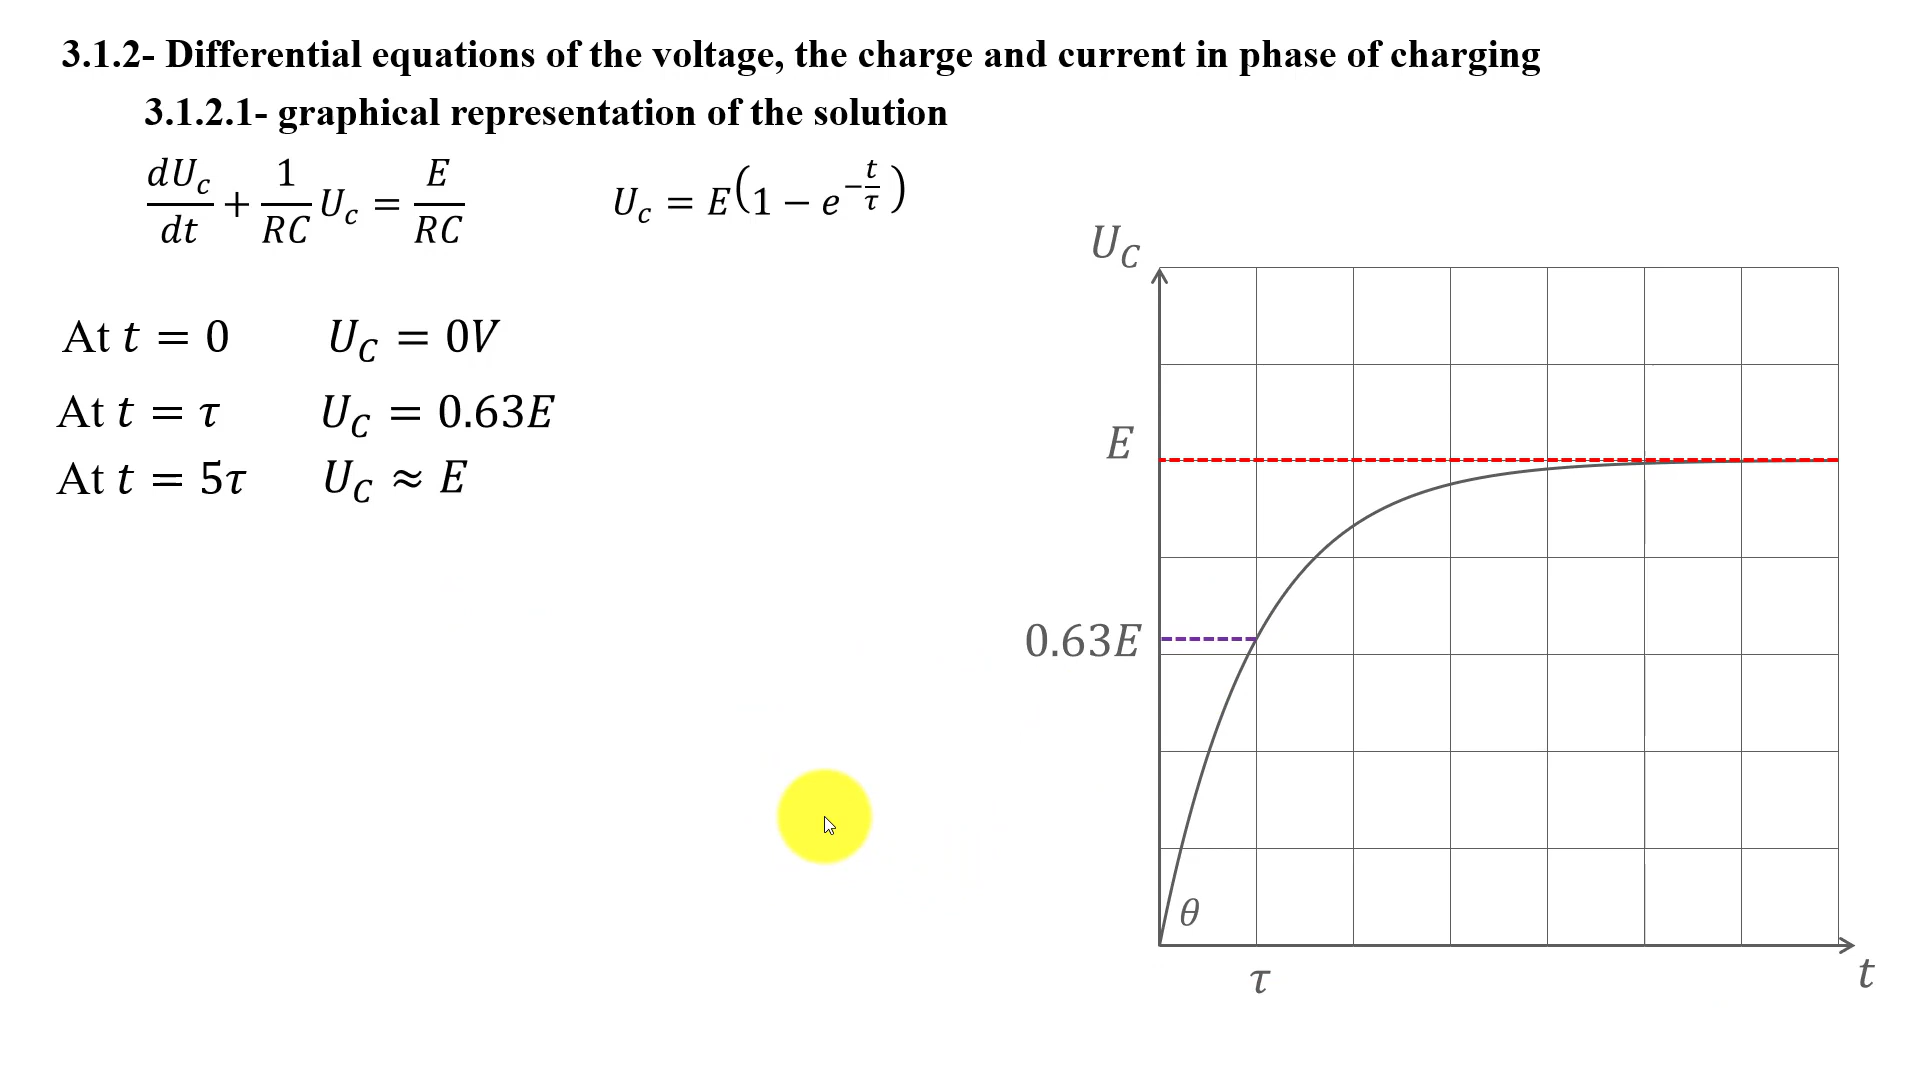 3.1.2- Differential equations of the voltage, the charge and current in phase of charging
3.1.2.1- graphical representation of the solution
dU_c/dt + 1/RC U_c = E/RC
U_c = E(1 − e^(−t/τ))
At t = 0 U_C = 0V
At t = τ U_C = 0.63E
At t = 5τ U_C ≈ E
U_C
E
0.63E
θ
τ
t